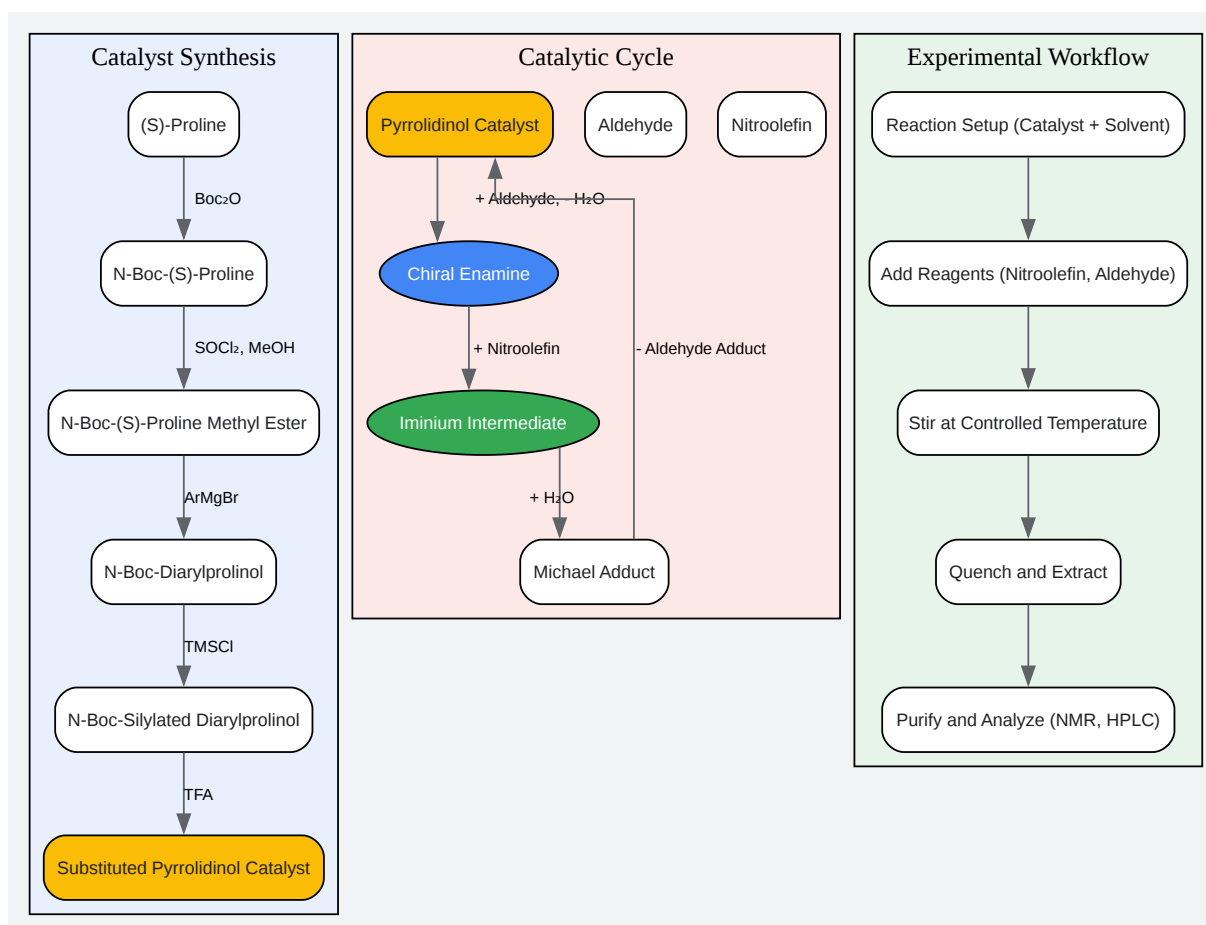 Catalyst Synthesis
(S)-Proline
Boc₂O
N-Boc-(S)-Proline
SOCl₂, MeOH
N-Boc-(S)-Proline Methyl Ester
ArMgBr
N-Boc-Diarylprolinol
TMSCl
N-Boc-Silylated Diarylprolinol
TFA
Substituted Pyrrolidinol Catalyst
Catalytic Cycle
Pyrrolidinol Catalyst
Aldehyde
Nitroolefin
+ Aldehyde, - H₂O
Chiral Enamine
+ Nitroolefin
- Aldehyde Adduct
Iminium Intermediate
+ H₂O
Michael Adduct
Experimental Workflow
Reaction Setup (Catalyst + Solvent)
Add Reagents (Nitroolefin, Aldehyde)
Stir at Controlled Temperature
Quench and Extract
Purify and Analyze (NMR, HPLC)